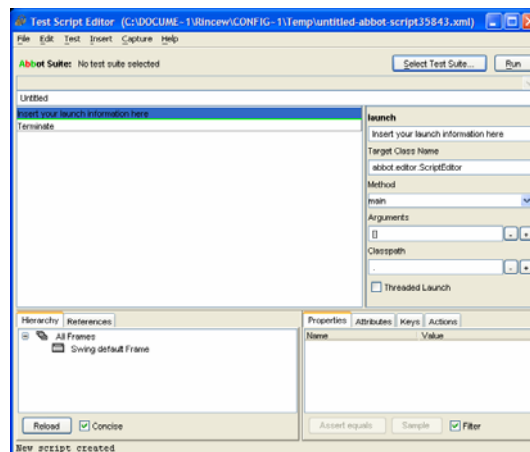 Test Script Editor (C:\DOCUME~1\Rincew\CONFIG~1\Temp\untitled-abbot-script35843.xml)
File Edit Test Insert Capture Help
Abbot Suite: No test suite selected
Select Test Suite...
Run
Untitled
Insert your launch information here
Terminate
launch
Insert your launch information here
Target Class Name
abbot.editor.ScriptEditor
Method
main
Arguments
[]
- +
Classpath
.
- +
Threaded Launch
Hierarchy References
All Frames
Swing default Frame
Reload Concise
Properties Attributes Keys Actions
Name Value
Assert equals Sample Filter
New script created